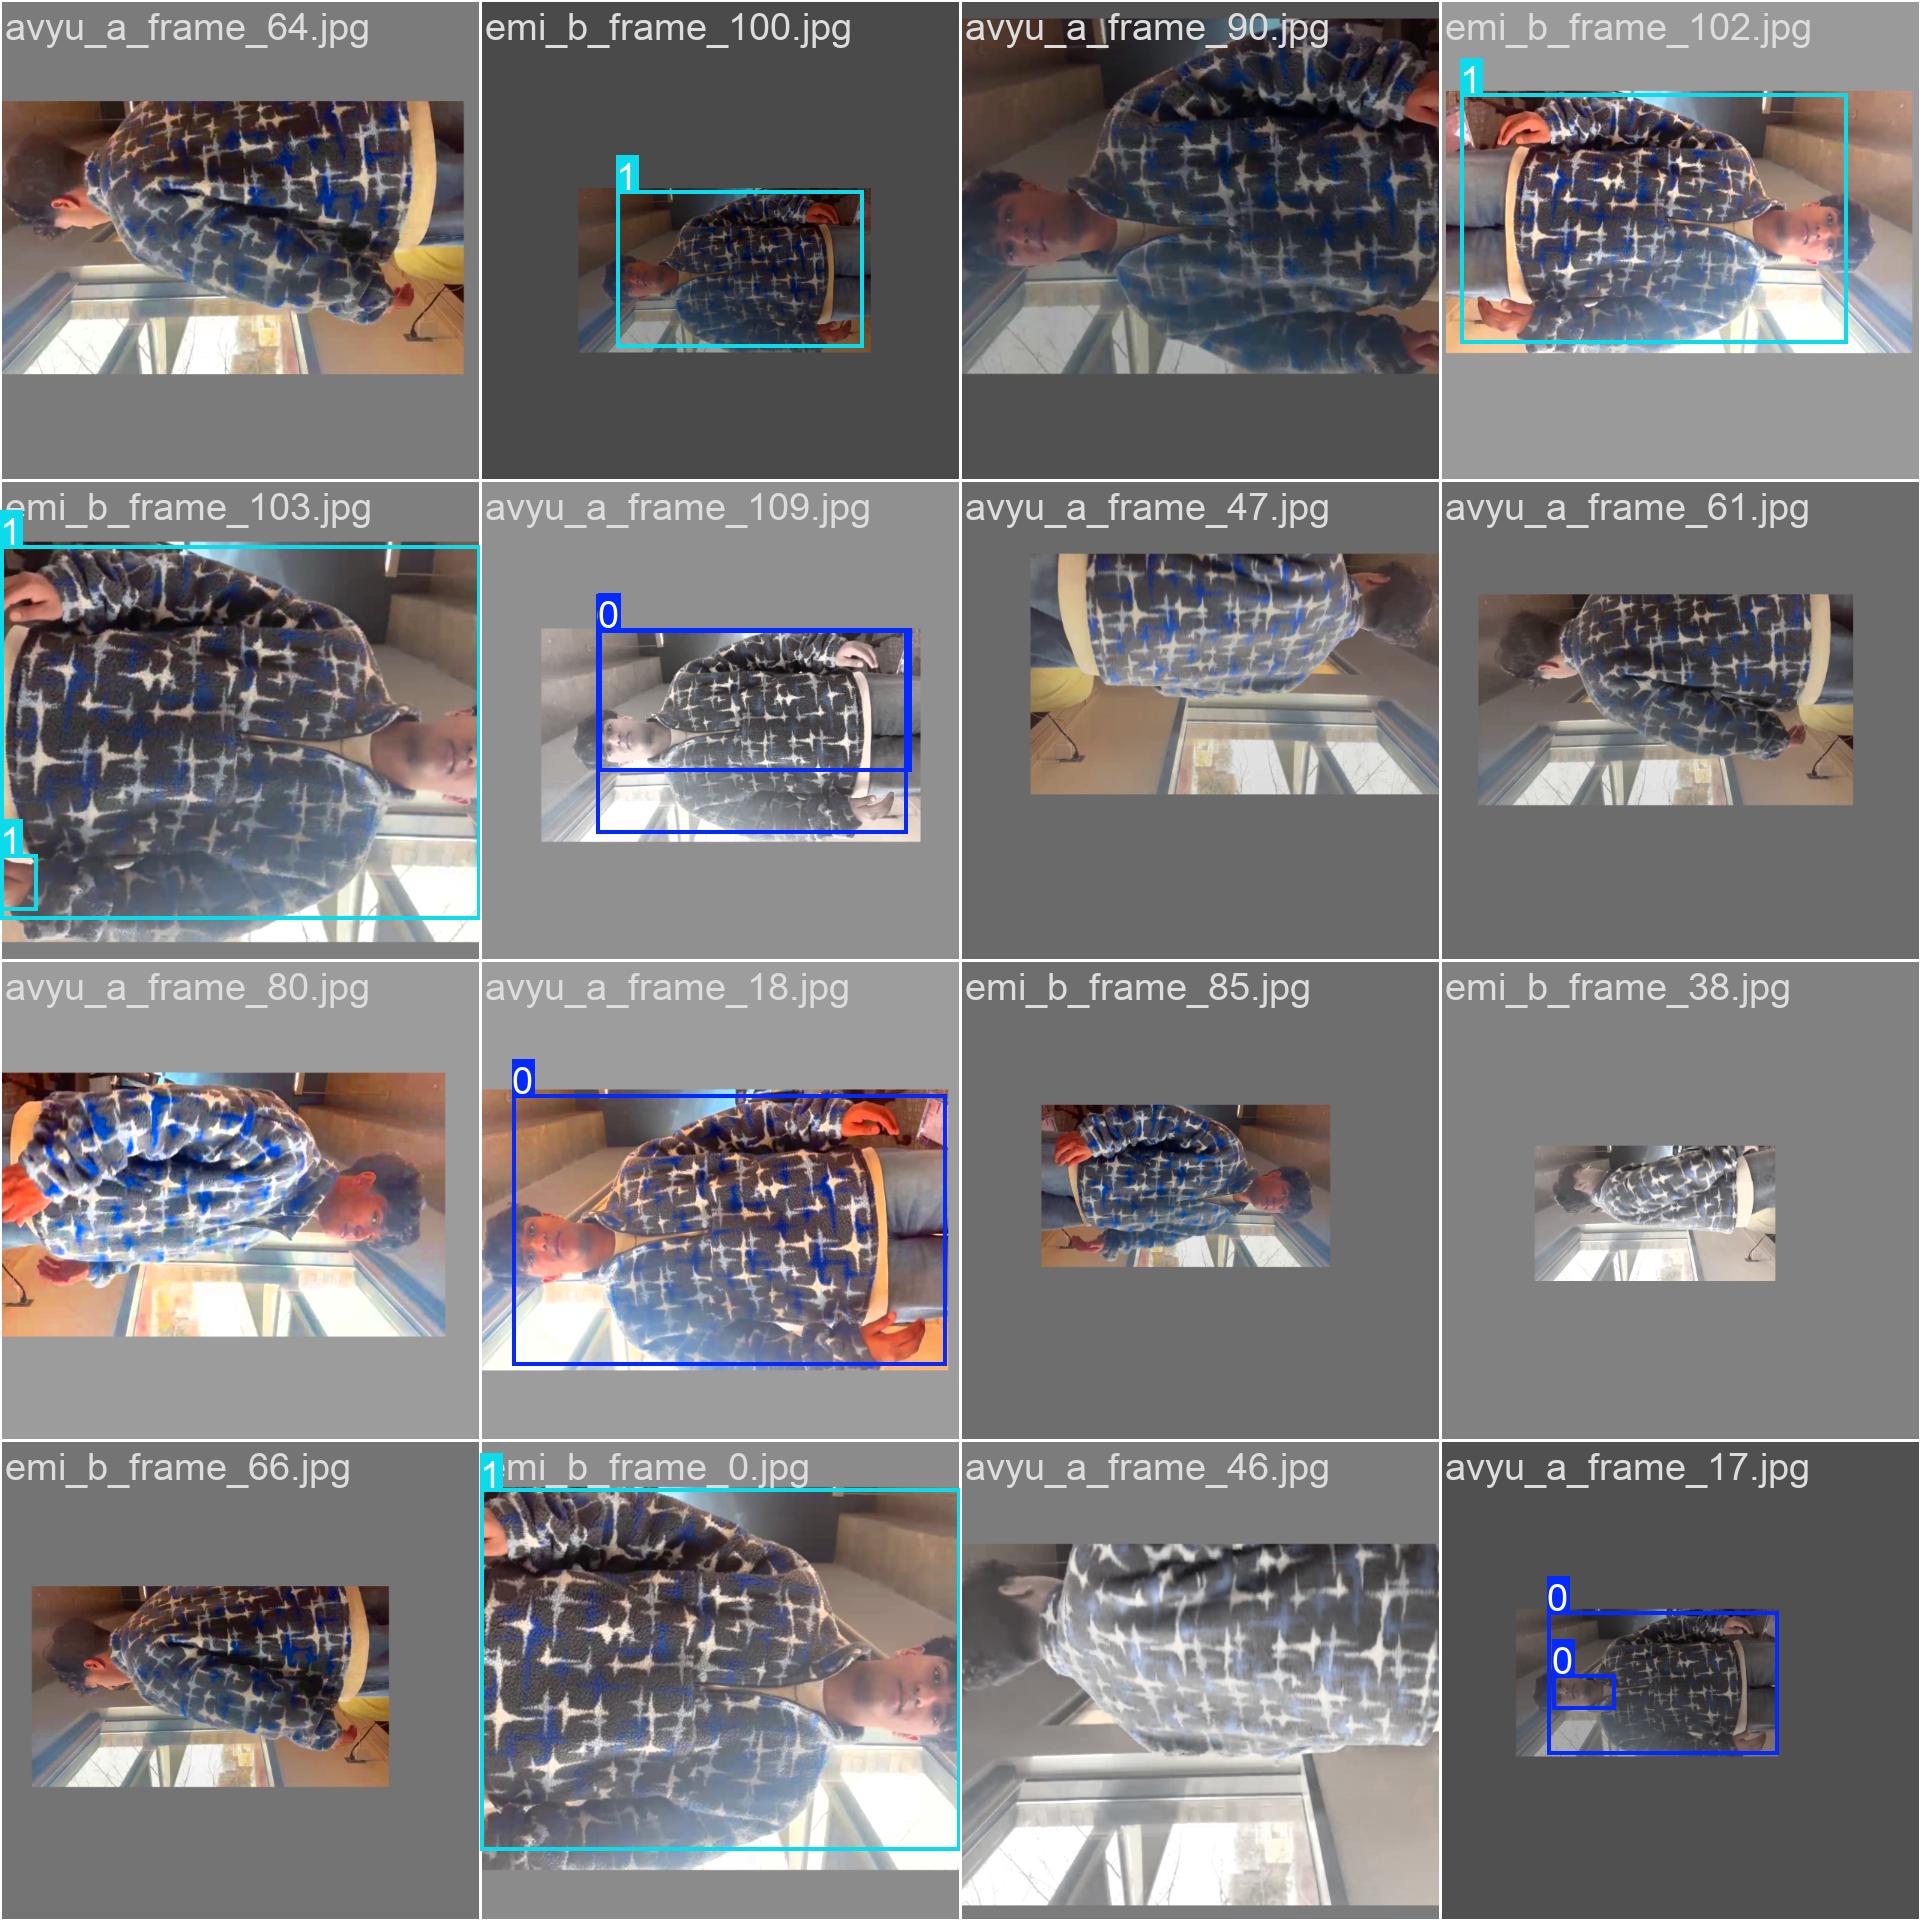 avyu_a_frame_64.jpg
emi_b_frame_100.jpg
1
avyu_a_frame_90.jpg
emi_b_frame_102.jpg
1
emi_b_frame_103.jpg
1
1
avyu_a_frame_109.jpg
0
avyu_a_frame_47.jpg
avyu_a_frame_61.jpg
avyu_a_frame_80.jpg
avyu_a_frame_18.jpg
0
emi_b_frame_85.jpg
emi_b_frame_38.jpg
emi_b_frame_66.jpg
1
emi_b_frame_0.jpg
avyu_a_frame_46.jpg
avyu_a_frame_17.jpg
0
0